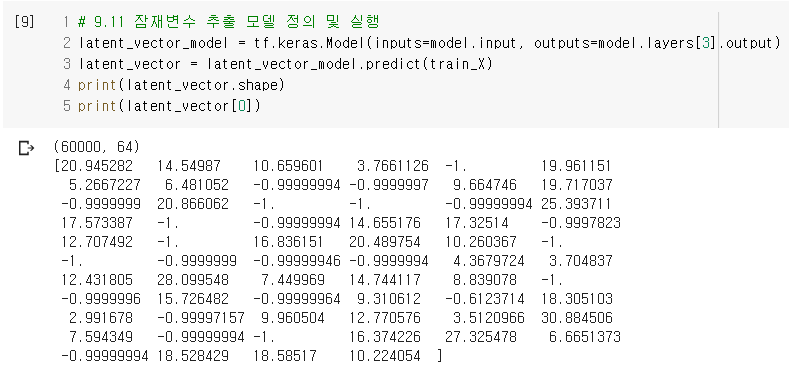 [9]
1 # 9.11 잠재변수 추출 모델 정의 및 실행
2 latent_vector_model = tf.keras.Model(inputs=model.input, outputs=model.layers[3].output)
3 latent_vector = latent_vector_model.predict(train_X)
4 print(latent_vector.shape)
5 print(latent_vector[0])
(60000, 64)
[20.945282 14.54987 10.659601 3.7661126 -1. 19.961151
5.2667227 6.481052 -0.99999994 -0.9999997 9.664746 19.717037
-0.9999999 20.866062 -1. -1. -0.99999994 25.393711
17.573387 -1. -0.99999994 14.655176 17.32514 -0.9997823
12.707492 -1. 16.836151 20.489754 10.260367 -1.
-1. -0.9999999 -0.99999946 -0.9999994 4.3679724 3.704837
12.431805 28.099548 7.449969 14.744117 8.839078 -1.
-0.9999996 15.726482 -0.99999964 9.310612 -0.6123714 18.305103
2.991678 -0.99997157 9.960504 12.770576 3.5120966 30.884506
7.594349 -0.99999994 -1. 16.374226 27.325478 6.6651373
-0.99999994 18.528429 18.58517 10.224054 ]